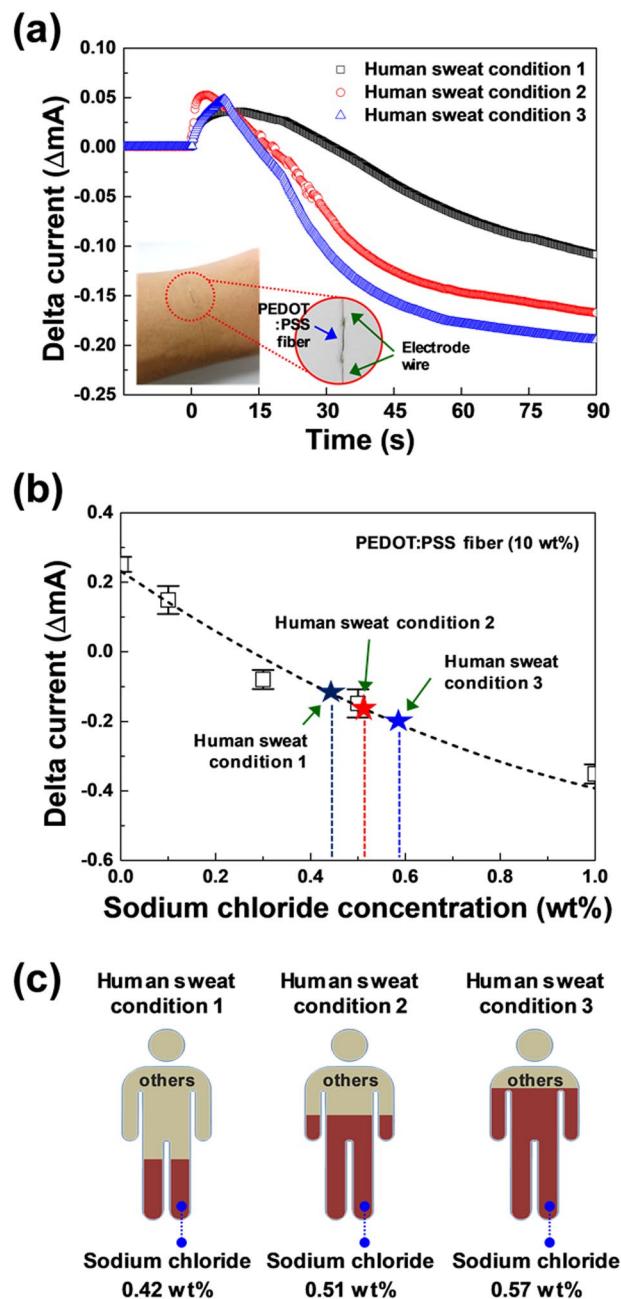 (a)
Delta current (ΔmA)
0.10
0.05
0.00
-0.05
-0.10
-0.15
-0.20
-0.25
Human sweat condition 1
Human sweat condition 2
Human sweat condition 3
PEDOT
:PSS
fiber
Electrode
wire
0
15
30
45
60
75
90
Time (s)
(b)
Delta current (ΔmA)
0.4
0.2
0.0
-0.2
-0.4
-0.6
PEDOT:PSS fiber (10 wt%)
Human sweat condition 2
Human sweat
condition 3
Human sweat
condition 1
0.0
0.2
0.4
0.6
0.8
1.0
Sodium chloride concentration (wt%)
(c)
Human sweat
condition 1
Human sweat
condition 2
Human sweat
condition 3
others
others
others
Sodium chloride
0.42 wt%
Sodium chloride
0.51 wt%
Sodium chloride
0.57 wt%